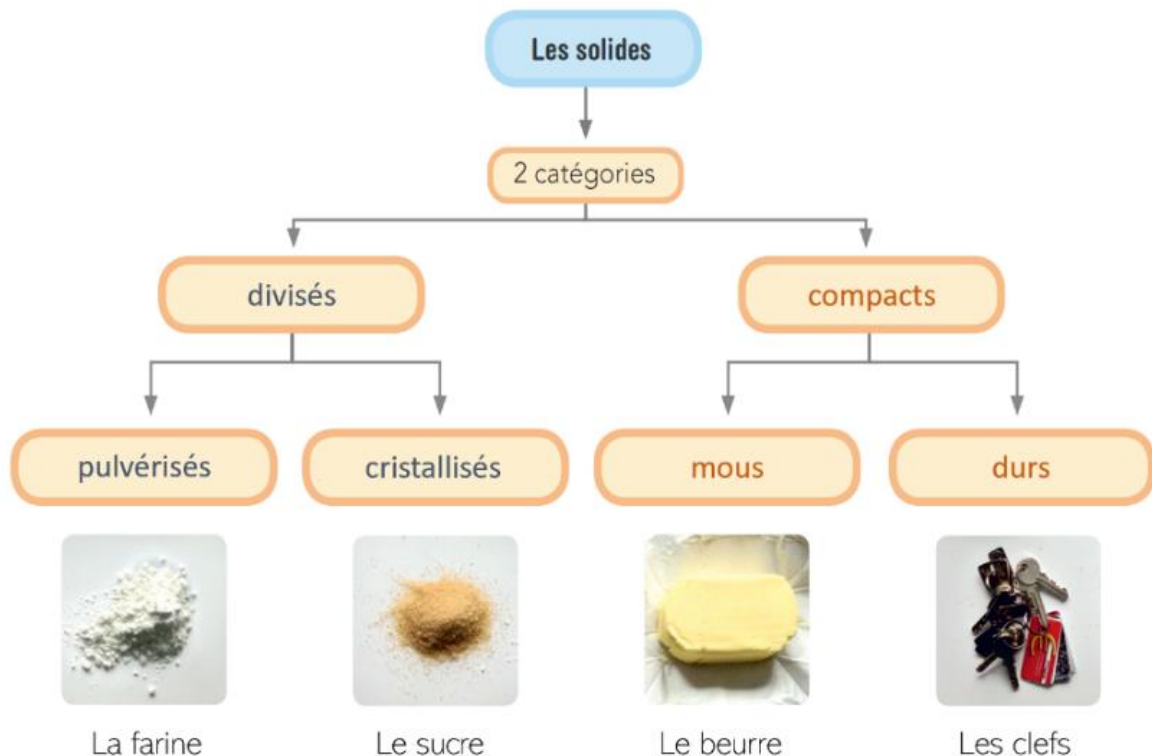 Les solides
2 catégories
divisés
compacts
pulvérisés
cristallisés
mous
durs
La farine
Le sucre
Le beurre
Les clefs